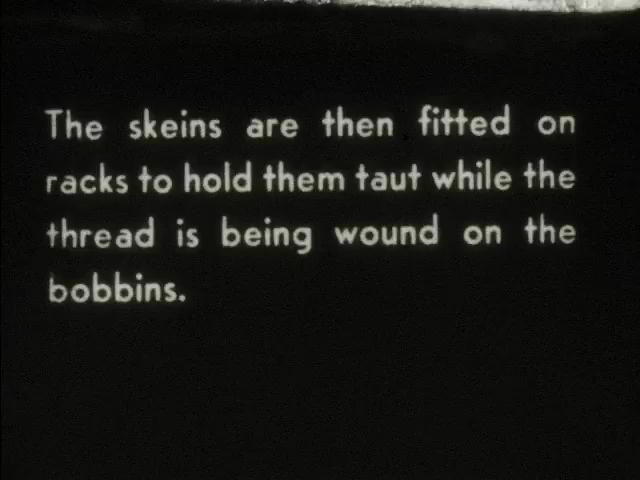 The skeins are then fitted on
racks to hold them taut while the
thread is being wound on the
bobbins.